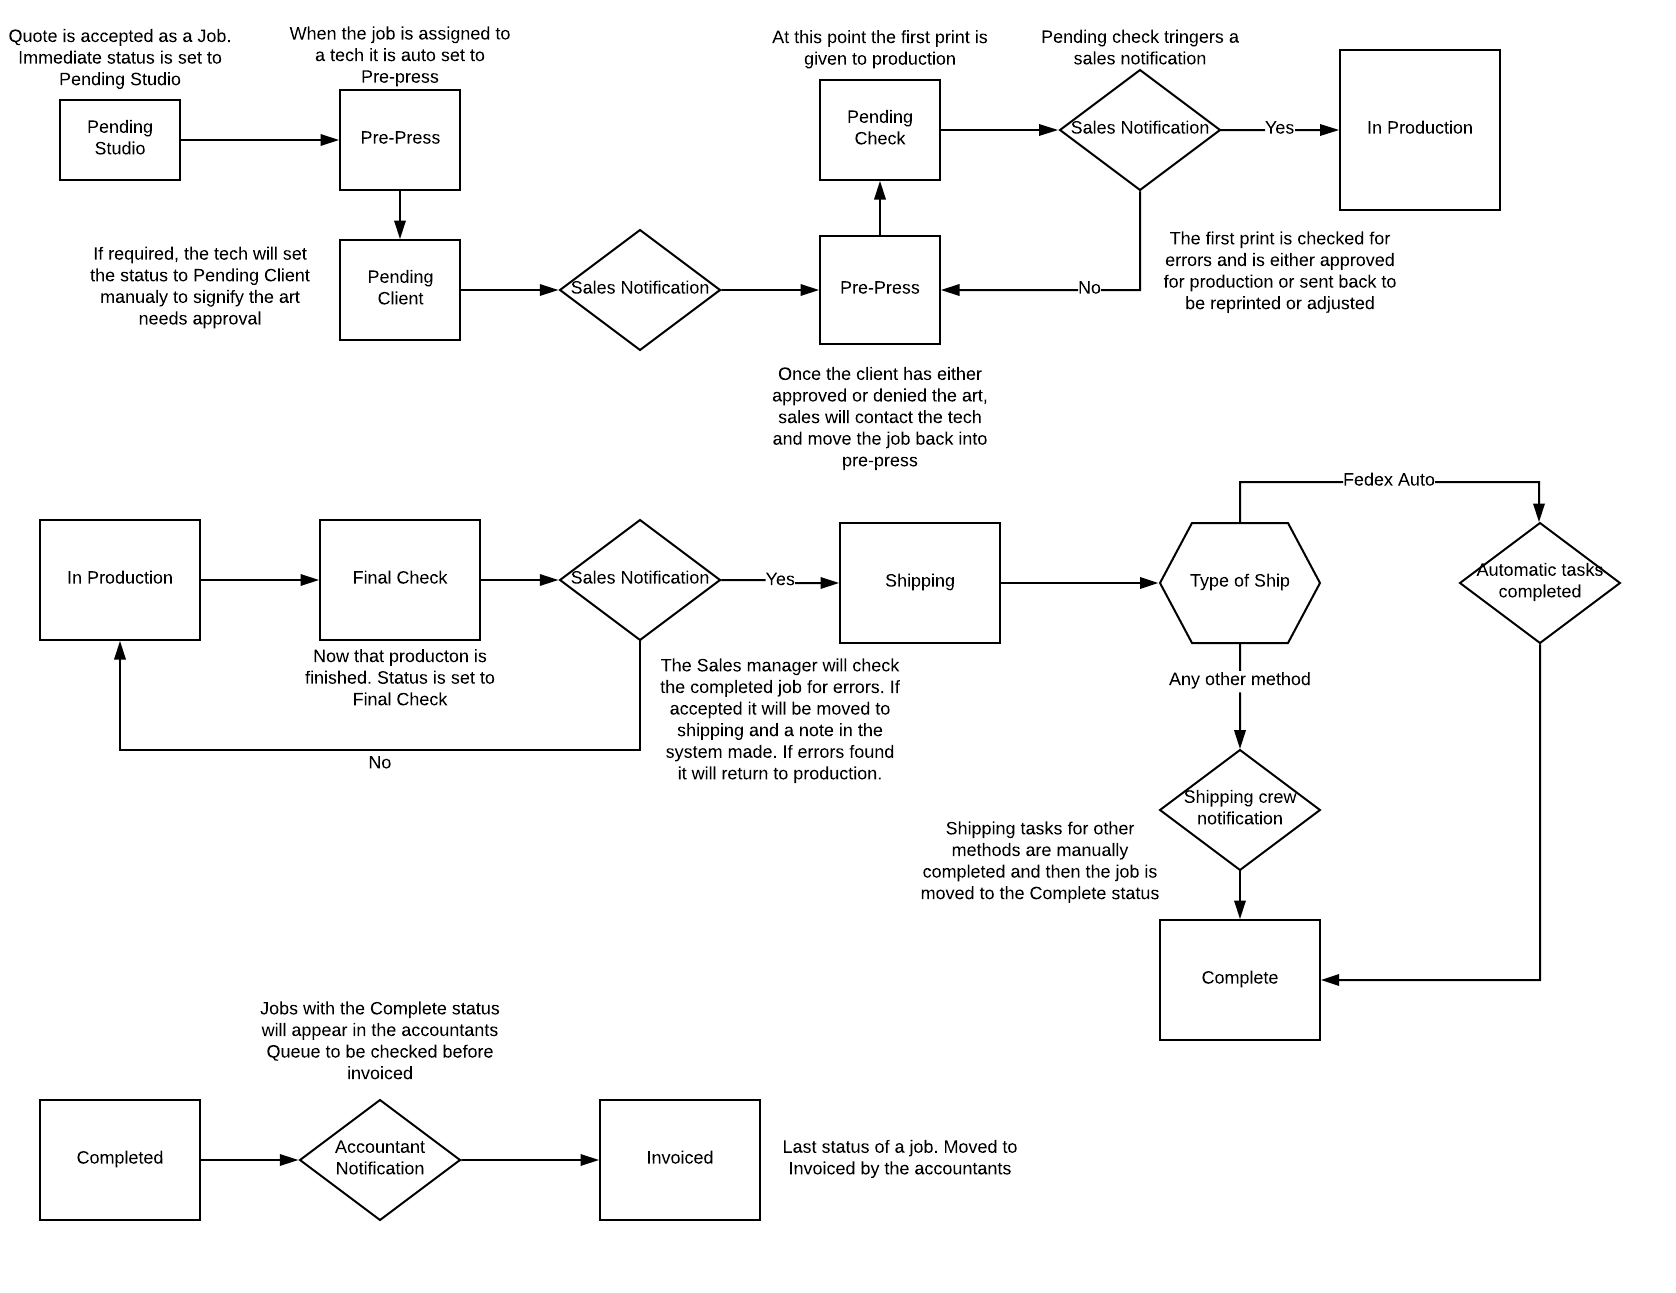 Quote is accepted as a Job.
Immediate status is set to
Pending Studio
When the job is assigned to
a tech it is auto set to
Pre-press
At this point the first print is
given to production
Pending check tringers a
sales notification
Pending
Studio
Pre-Press
Pending
Check
Sales Notification
Yes
In Production
If required, the tech will set
the status to Pending Client
manualy to signify the art
needs approval
Pending
Client
Sales Notification
Pre-Press
No
The first print is checked for
errors and is either approved
for production or sent back to
be reprinted or adjusted
Once the client has either
approved or denied the art,
sales will contact the tech
and move the job back into
pre-press
Fedex Auto
In Production
Final Check
Sales Notification
Yes
Shipping
Type of Ship
Automatic tasks
completed
Now that producton is
finished. Status is set to
Final Check
No
The Sales manager will check
the completed job for errors. If
accepted it will be moved to
shipping and a note in the
system made. If errors found
it will return to production.
Any other method
Shipping crew
notification
Shipping tasks for other
methods are manually
completed and then the job is
moved to the Complete status
Complete
Jobs with the Complete status
will appear in the accountants
Queue to be checked before
invoiced
Completed
Accountant
Notification
Invoiced
Last status of a job. Moved to
Invoiced by the accountants